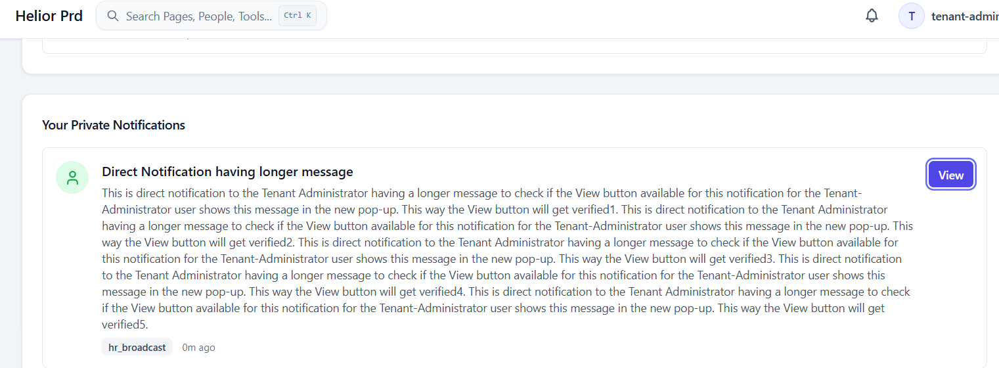 Helior Prd
Search Pages, People, Tools...
Ctrl K
T
tenant-admin
Your Private Notifications
Direct Notification having longer message
View
This is direct notification to the Tenant Administrator having a longer message to check if the View button available for this notification for the Tenant-
Administrator user shows this message in the new pop-up. This way the View button will get verified1. This is direct notification to the Tenant Administrator
having a longer message to check if the View button available for this notification for the Tenant-Administrator user shows this message in the new pop-up. This
way the View button will get verified2. This is direct notification to the Tenant Administrator having a longer message to check if the View button available for
this notification for the Tenant-Administrator user shows this message in the new pop-up. This way the View button will get verified3. This is direct notification
to the Tenant Administrator having a longer message to check if the View button available for this notification for the Tenant-Administrator user shows this
message in the new pop-up. This way the View button will get verified4. This is direct notification to the Tenant Administrator having a longer message to check
if the View button available for this notification for the Tenant-Administrator user shows this message in the new pop-up. This way the View button will get
verified5.
hr_broadcast
0m ago